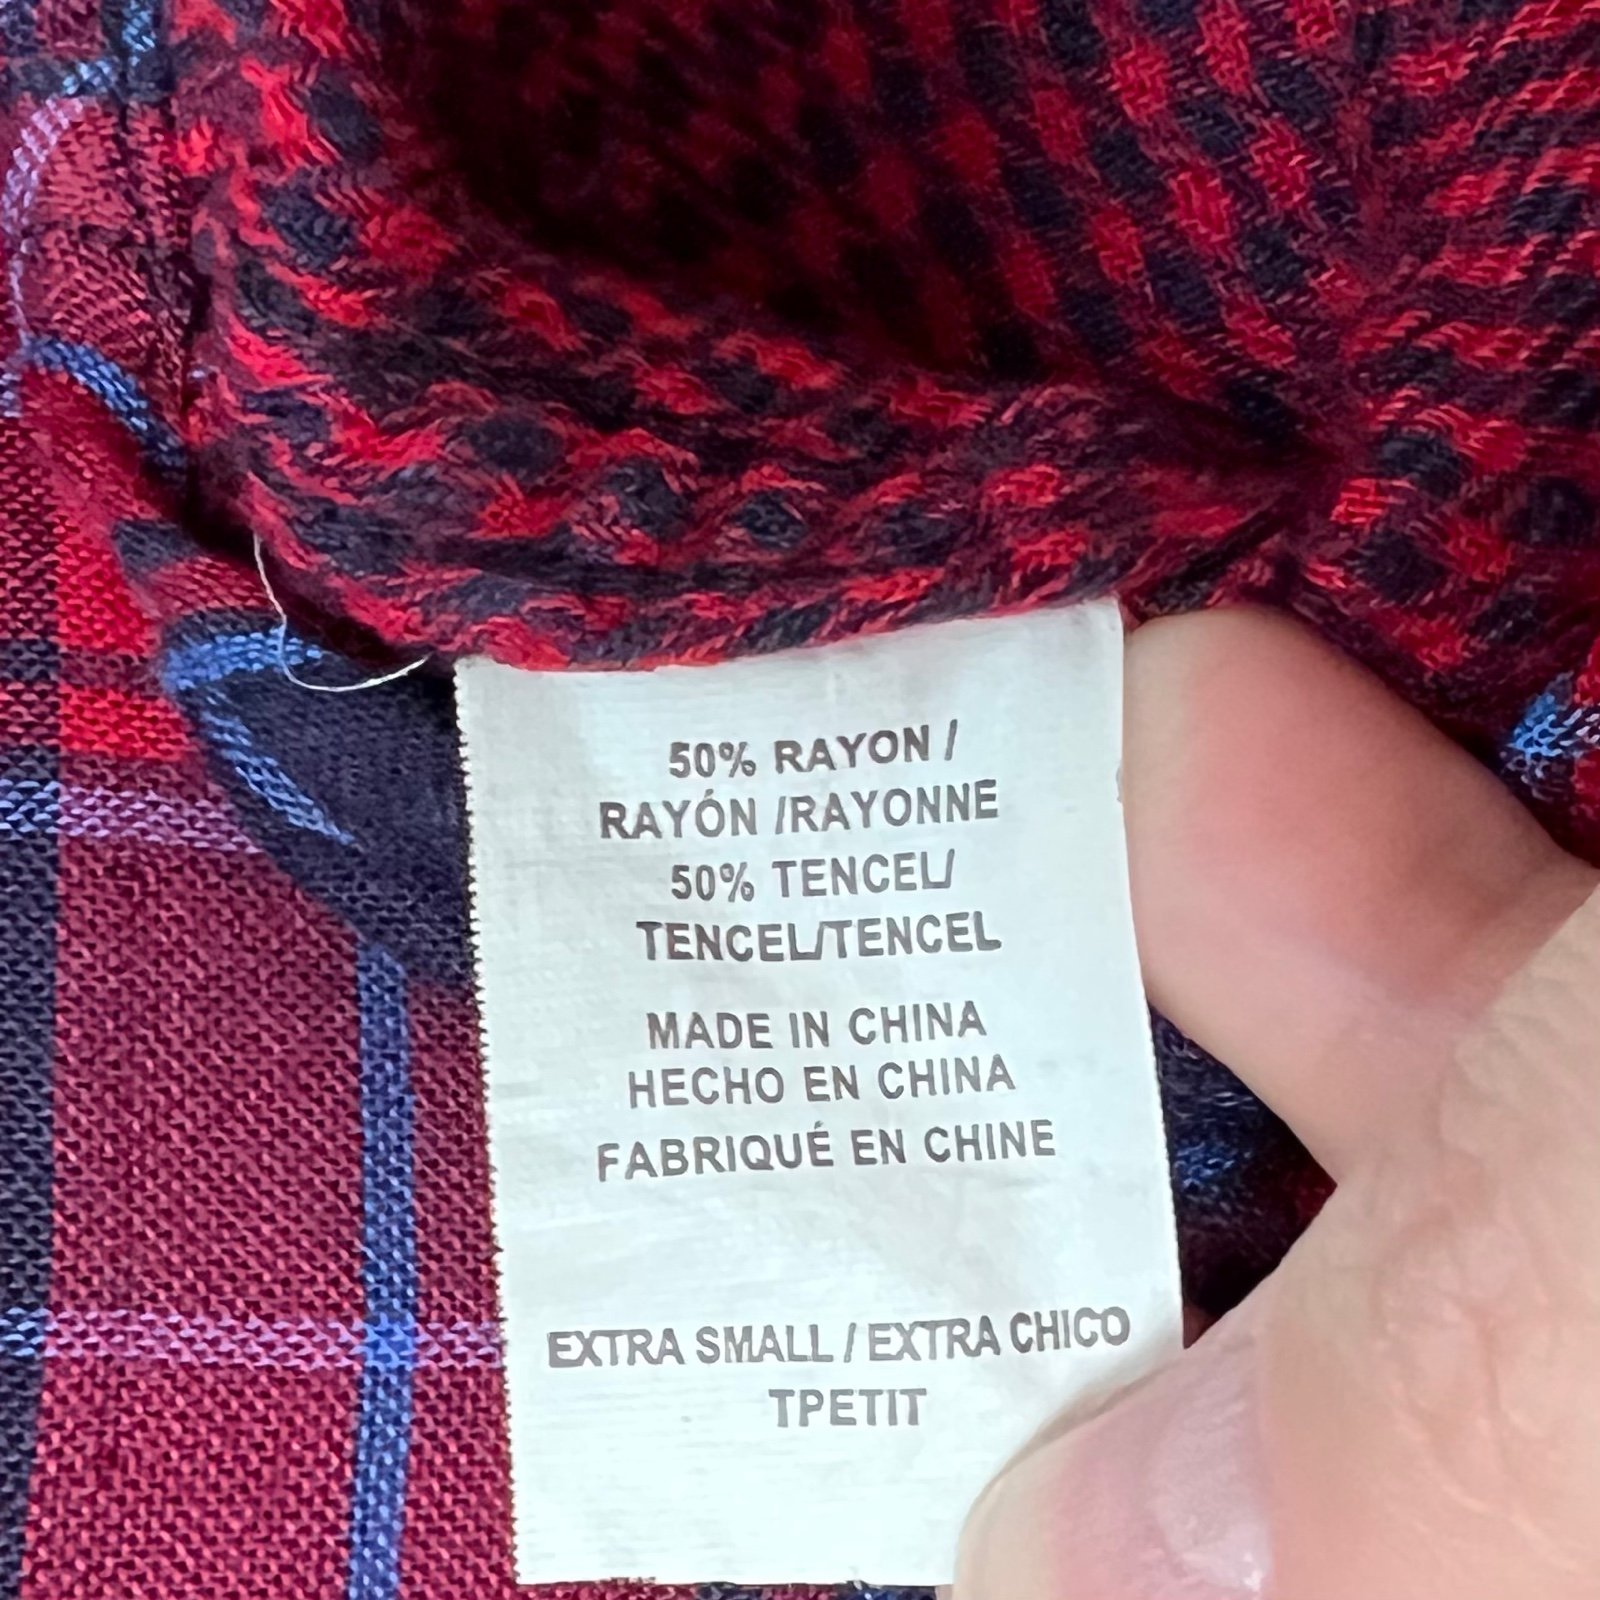 50% RAYON /
RAYÓN /RAYONNE
50% TENCEL/
TENCEL/TENCEL
MADE IN CHINA
HECHO EN CHINA
FABRIQUÉ EN CHINE
EXTRA SMALL / EXTRA CHICO
TPETIT